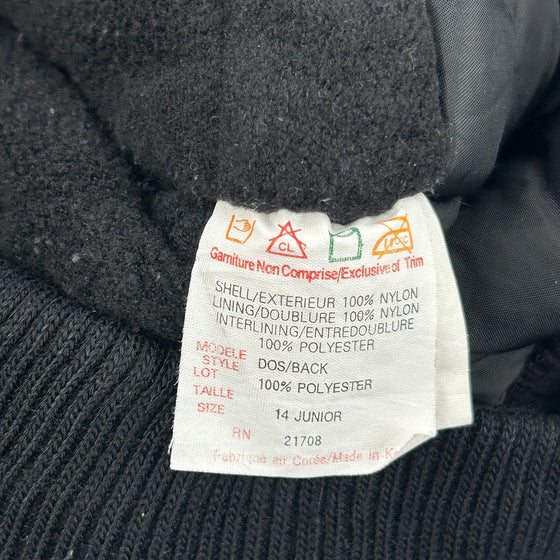 CL
Garniture Non Comprise/Exclusive of Trim
SHELL/EXTERIEUR 100% NYLON
LINING/DOUBLURE 100% NYLON
INTERLINING/ENTREDOUBLURE
100% POLYESTER
MODELE
STYLE DOS/BACK
LOT 100% POLYESTER
TAILLE
SIZE 14 JUNIOR
RN 21708
Fabriqué au Corée/Made in